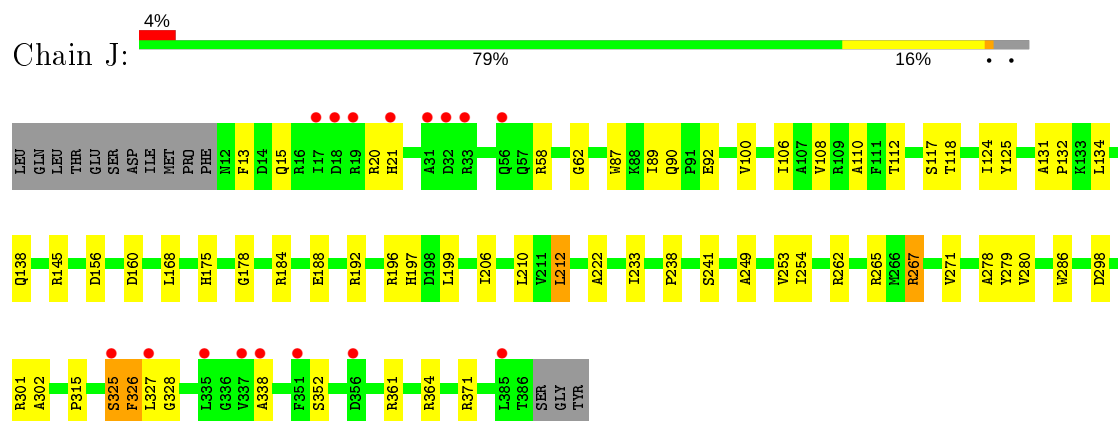 4%
Chain J:
79% 16% • •
LEU GLN LEU THR GLU SER ASP ILE MET PRO PHE N12 F13 D14 Q15 R16 I17 D18 R19 R20 H21 A31 D32 R33 Q56 Q57 R58 G62 W87 K88 I89 Q90 P91 E92 V100 I106 A107 V108 R109 A110 F111 T112 S117 T118 I124 Y125 A131 P132 K133 L134
Q138 R145 D156 D160 L168 H175 G178 R184 E188 R192 R196 H197 D198 L199 I206 L210 V211 L212 A222 I233 P238 S241 A249 V253 I254 R262 R265 M266 R267 V271 A278 Y279 V280 W286 D298
R301 A302 P315 S325 F326 L327 G328 L335 G336 V337 A338 F351 S352 D356 R361 R364 R371 L385 T386 SER GLY TYR